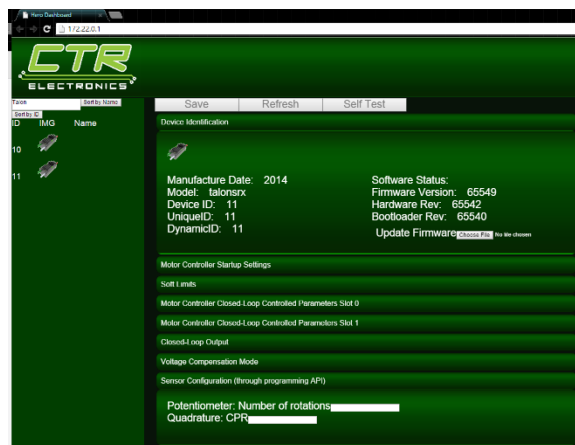 Hero Dashboard
172.22.0.1
CTR
ELECTRONICS
Talon
Sort by Name
Sort by ID
ID IMG Name
10
11
Save Refresh Self Test
Device Identification
Manufacture Date: 2014
Model: talonsrx
Device ID: 11
UniqueID: 11
DynamicID: 11
Software Status:
Firmware Version: 65549
Hardware Rev: 65542
Bootloader Rev: 65540
Update Firmware Choose File No file chosen
Motor Controller Startup Settings
Soft Limits
Motor Controller Closed-Loop Controlled Parameters Slot 0
Motor Controller Closed-Loop Controlled Parameters Slot 1
Closed-Loop Output
Voltage Compensation Mode
Sensor Configuration (through programming API)
Potentiometer: Number of rotations
Quadrature: CPR